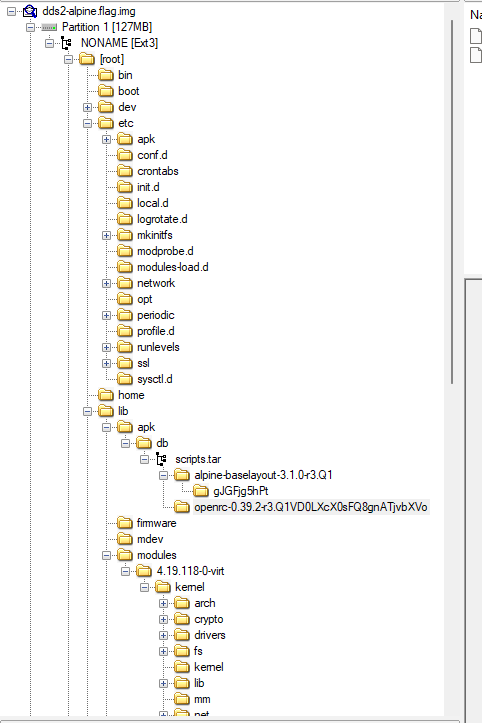 dds2-alpine.flag.img
Na
Partition 1 [127MB]
NONAME [Ext3]
[root]
bin
boot
dev
etc
apk
conf.d
crontabs
init.d
local.d
logrotate.d
mkinitfs
modprobe.d
modules-load.d
network
opt
periodic
profile.d
runlevels
ssl
sysctl.d
home
lib
apk
db
scripts.tar
alpine-baselayout-3.1.0-r3.Q1
gJGFjg5hPt
openrc-0.39.2-r3.Q1VD0LXcX0sFQ8gnATjvbXVo
firmware
mdev
modules
4.19.118-0-virt
kernel
arch
crypto
drivers
fs
kernel
lib
mm
net